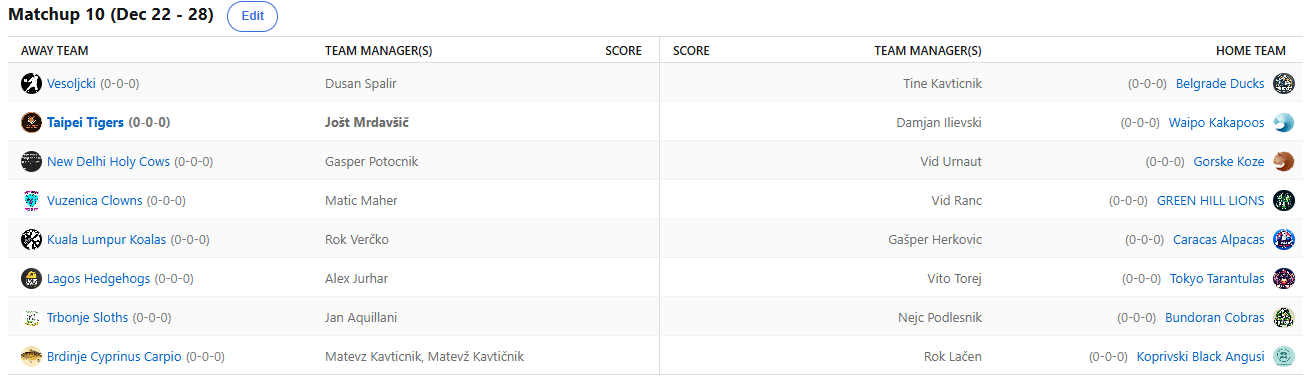 Matchup 10 (Dec 22 - 28) Edit
AWAY TEAM TEAM MANAGER(S) SCORE SCORE TEAM MANAGER(S) HOME TEAM
Vesoljcki (0-0-0) Dusan Spalir Tine Kavticnik (0-0-0) Belgrade Ducks
Taipei Tigers (0-0-0) Jošt Mrdavšič Damjan Ilievski (0-0-0) Waipo Kakapoos
New Delhi Holy Cows (0-0-0) Gasper Potocnik Vid Urnaut (0-0-0) Gorske Koze
Vuzenica Clowns (0-0-0) Matic Maher Vid Ranc (0-0-0) GREEN HILL LIONS
Kuala Lumpur Koalas (0-0-0) Rok Verčko Gašper Herkovic (0-0-0) Caracas Alpacas
Lagos Hedgehogs (0-0-0) Alex Jurhar Vito Torej (0-0-0) Tokyo Tarantulas
Trbonje Sloths (0-0-0) Jan Aquillani Nejc Podlesnik (0-0-0) Bundoran Cobras
Brdinje Cyprinus Carpio (0-0-0) Matevz Kavticnik, Matevž Kavtičnik Rok Lačen (0-0-0) Koprivski Black Angusi